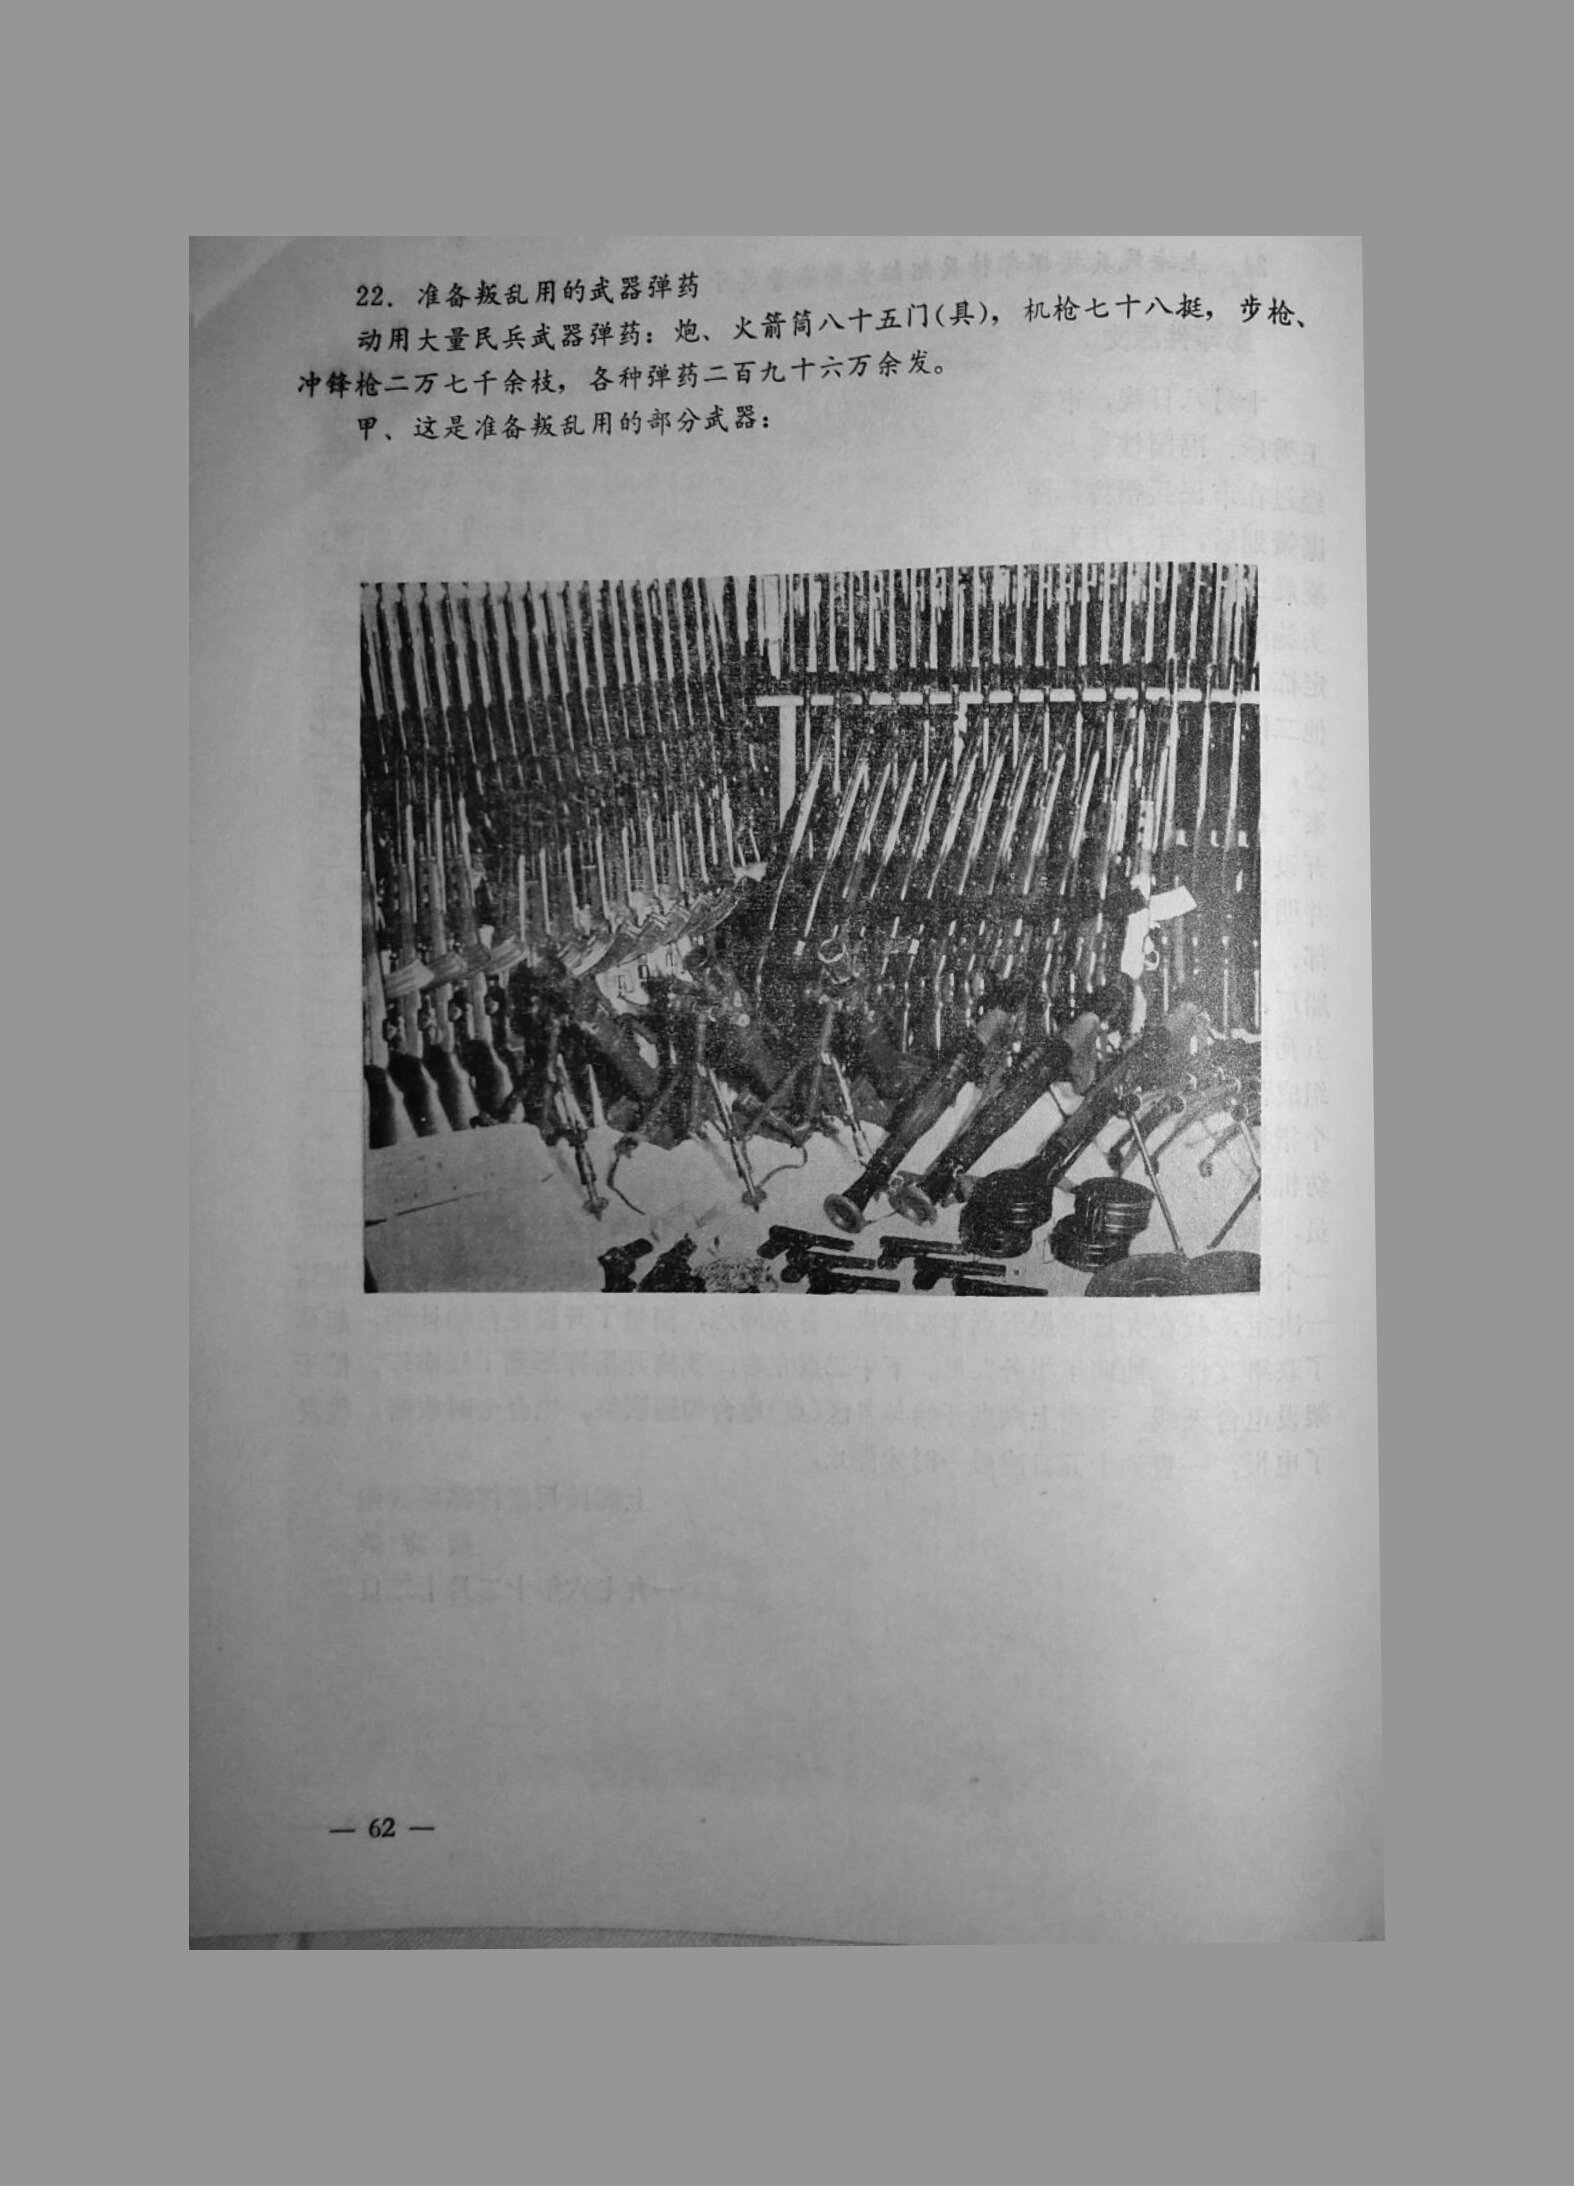 22. 准备叛乱用的武器弹药
动用大量民兵武器弹药：炮、火箭筒八十五门(具)，机枪七十八挺，步枪、
冲锋枪二万七千余枝，各种弹药二百九十六万余发。
甲、这是准备叛乱用的部分武器：
— 62 —